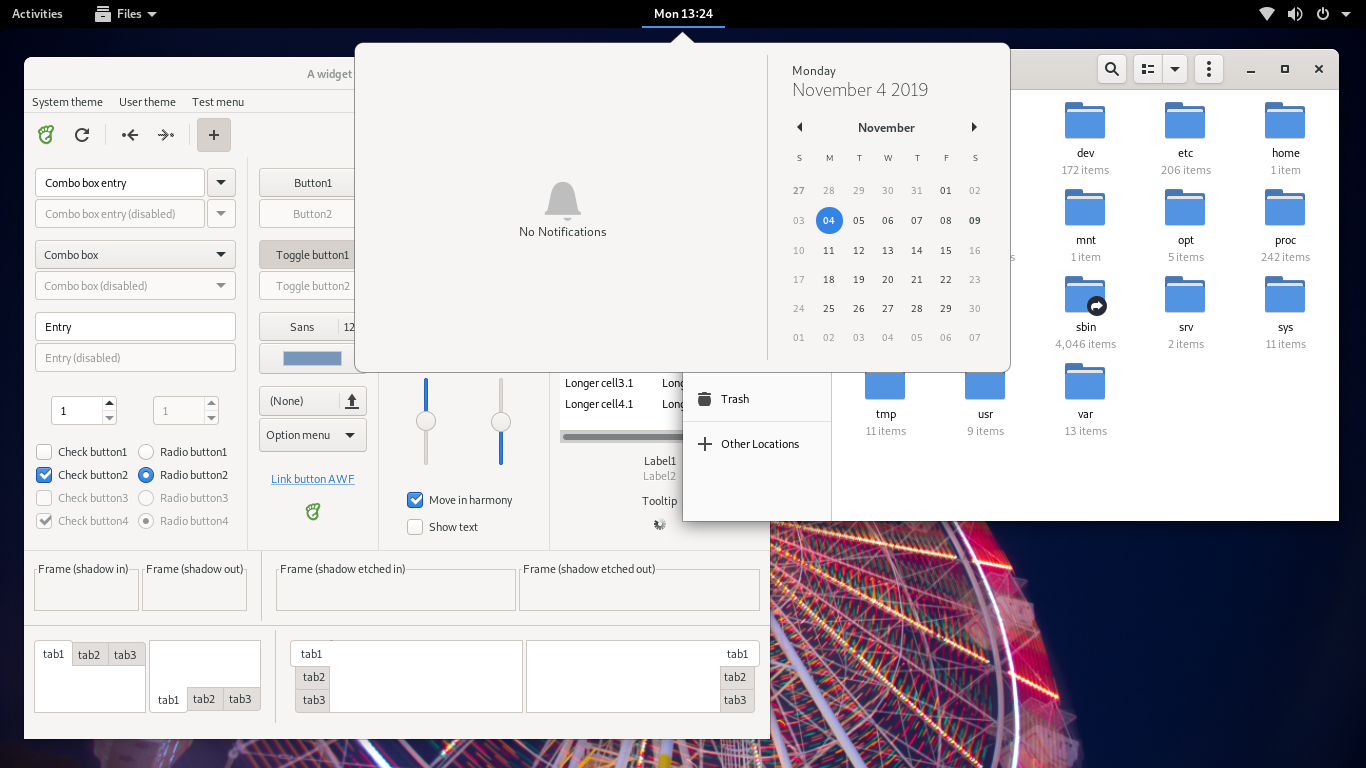 Activities
Files
Mon 13:24
A widget
System theme
User theme
Test menu
Combo box entry
Combo box entry (disabled)
Combo box
Combo box (disabled)
Entry
Entry (disabled)
1
1
Check button1
Radio button1
Check button2
Radio button2
Check button3
Radio button3
Check button4
Radio button4
Button1
Button2
Toggle button1
Toggle button2
Sans 12
(None)
Option menu
Link button AWF
Move in harmony
Show text
Longer cell3.1
Longer cell4.1
Label1
Label2
Tooltip
Frame (shadow in)
Frame (shadow out)
Frame (shadow etched in)
Frame (shadow etched out)
tab1 tab2 tab3
tab1 tab2 tab3
tab1
tab2
tab3
tab1
tab2
tab3
No Notifications
Monday
November 4 2019
November
S M T W T F S
27 28 29 30 31 01 02
03 04 05 06 07 08 09
10 11 12 13 14 15 16
17 18 19 20 21 22 23
24 25 26 27 28 29 30
01 02 03 04 05 06 07
Trash
Other Locations
dev
172 items
etc
206 items
home
1 item
mnt
1 item
opt
5 items
proc
242 items
sbin
4,046 items
srv
2 items
sys
11 items
tmp
11 items
usr
9 items
var
13 items